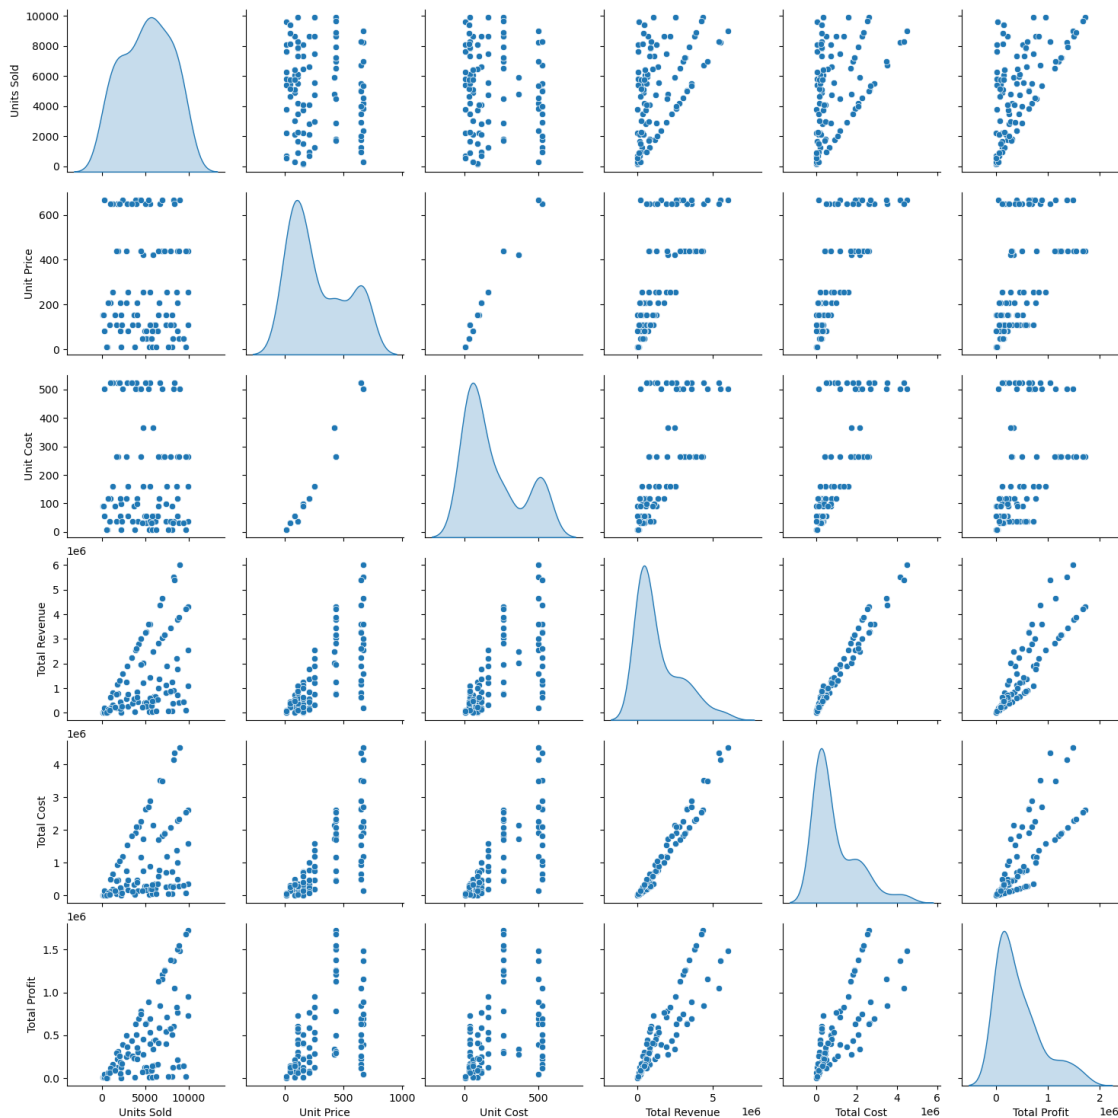 10000
8000
6000
4000
2000
0
Units Sold
600
400
200
0
Unit Price
500
400
300
200
100
0
Unit Cost
1e6
6
5
4
3
2
1
0
Total Revenue
1e6
4
3
2
1
0
Total Cost
1e6
1.5
1.0
0.5
0.0
Total Profit
0 5000 10000
Units Sold
0 500 1000
Unit Price
0 500
Unit Cost
0 5
1e6
Total Revenue
0 2 4 6
1e6
Total Cost
0 1 2
1e6
Total Profit